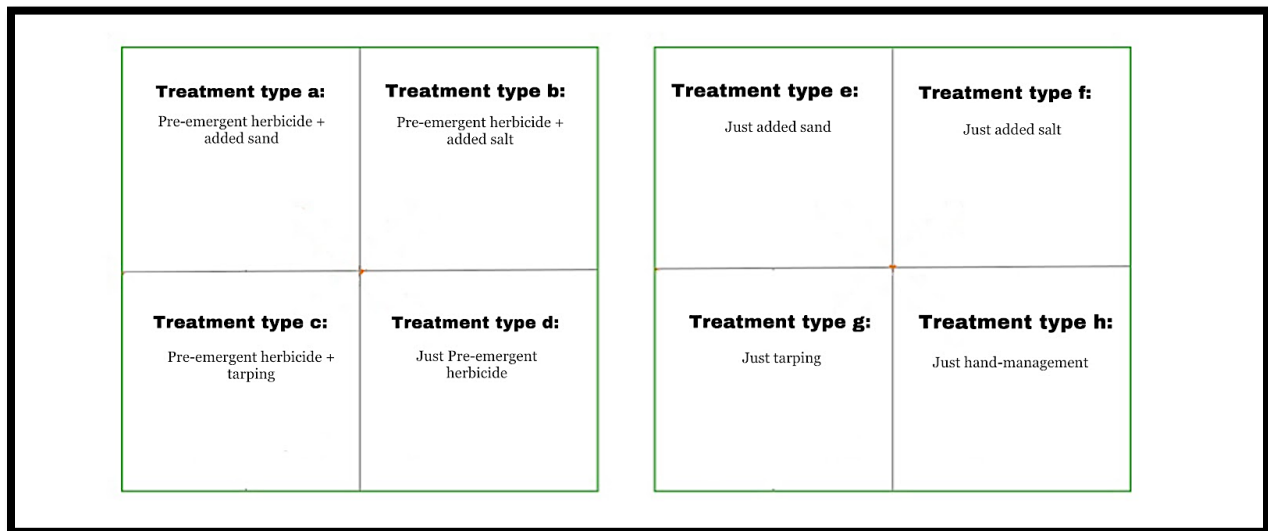 Treatment type a:
Pre-emergent herbicide +
added sand
Treatment type b:
Pre-emergent herbicide +
added salt
Treatment type c:
Pre-emergent herbicide +
tarping
Treatment type d:
Just Pre-emergent
herbicide
Treatment type e:
Just added sand
Treatment type f:
Just added salt
Treatment type g:
Just tarping
Treatment type h:
Just hand-management